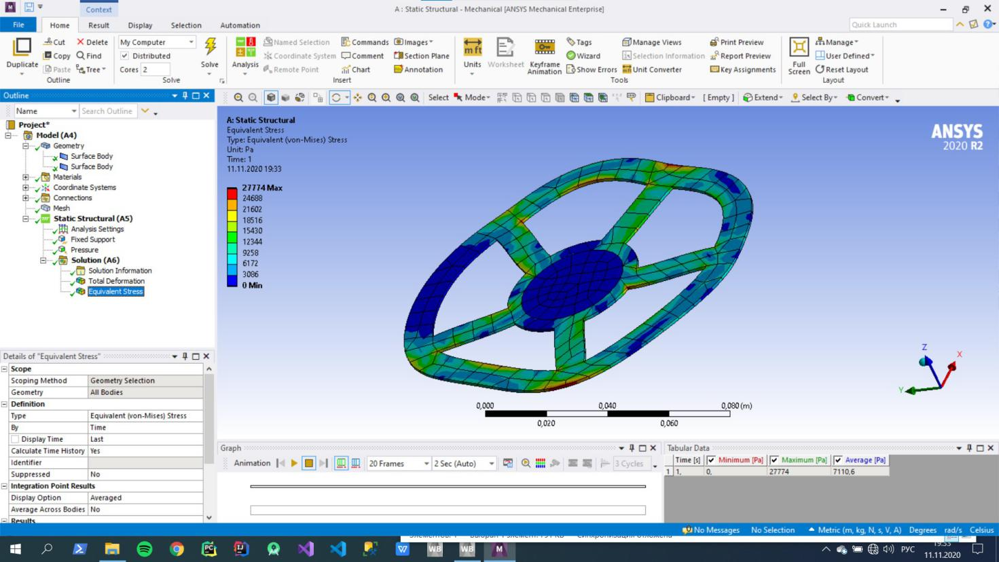 Context
A : Static Structural - Mechanical [ANSYS Mechanical Enterprise]
File Home Result Display Selection Automation
Quick Launch
Duplicate
Cut Delete
Copy Find
Paste Tree
Outline
My Computer
Distributed
Cores 2
Solve
Solve
Analysis
Named Selection Commands Images
Coordinate System Comment Section Plane
Remote Point Chart Annotation
Insert
Units
Worksheet
Keyframe
Animation
Tags Manage Views Print Preview
Wizard Selection Information Report Preview
Show Errors Unit Converter Key Assignments
Tools
Full
Screen
Manage
User Defined
Reset Layout
Layout
Outline
Name Search Outline
Select Mode Clipboard [ Empty ] Extend Select By Convert
Project*
Model (A4)
Geometry
Surface Body
Surface Body
Materials
Coordinate Systems
Connections
Mesh
Static Structural (A5)
Analysis Settings
Fixed Support
Pressure
Solution (A6)
Solution Information
Total Deformation
Equivalent Stress
A: Static Structural
Equivalent Stress
Type: Equivalent (von-Mises) Stress
Unit: Pa
Time: 1
11.11.2020 19:33
27774 Max
24688
21602
18516
15430
12344
9258
6172
3086
0 Min
ANSYS
2020 R2
Z
X
Y
0,000 0,040 0,080 (m)
0,020 0,060
Details of "Equivalent Stress"
Scope
Scoping Method Geometry Selection
Geometry All Bodies
Definition
Type Equivalent (von-Mises) Stress
By Time
Display Time Last
Calculate Time History Yes
Identifier
Suppressed No
Integration Point Results
Display Option Averaged
Average Across Bodies No
Results
Graph
Animation 20 Frames 2 Sec (Auto) 3 Cycles
Tabular Data
Time [s] Minimum [Pa] Maximum [Pa] Average [Pa]
1 1, 0, 27774 7110,6
No Messages No Selection Metric (m, kg, N, s, V, A) Degrees rad/s Celsius
РУС
19:33
11.11.2020